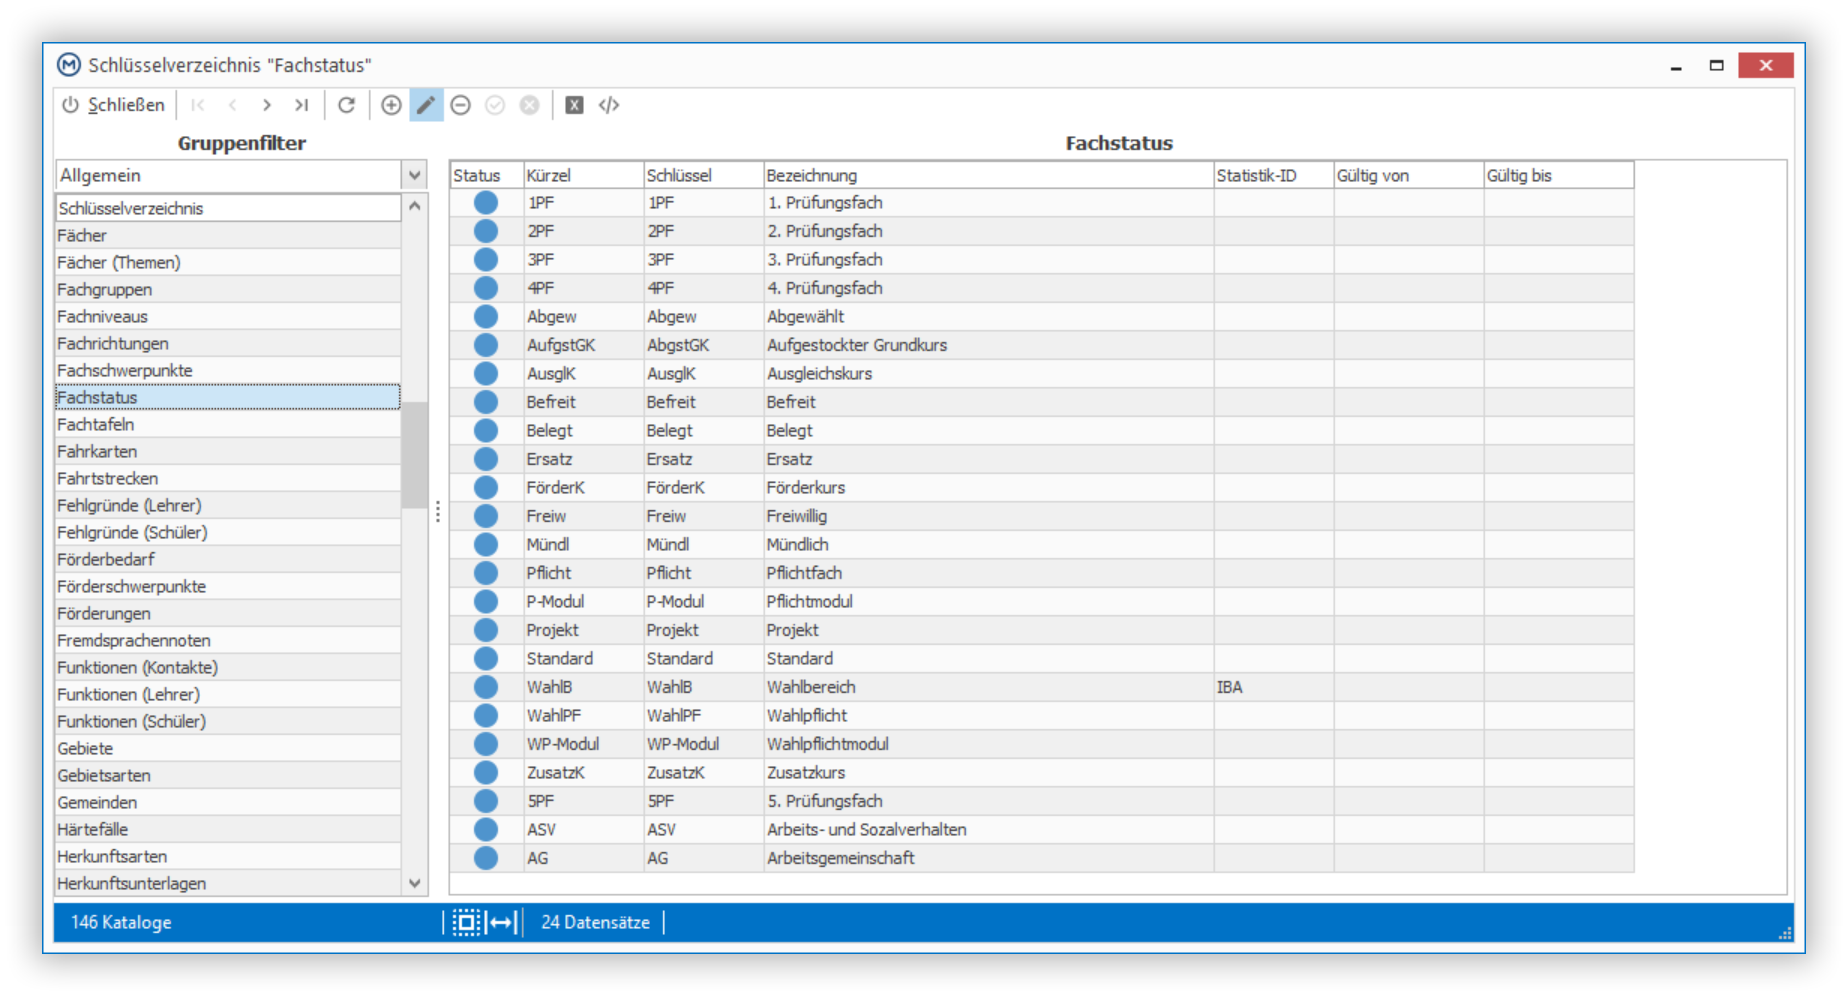 Schlüsselverzeichnis "Fachstatus"
Schließen
Gruppenfilter
Allgemein
Schlüsselverzeichnis
Fächer
Fächer (Themen)
Fachgruppen
Fachniveaus
Fachrichtungen
Fachschwerpunkte
Fachstatus
Fachtafeln
Fahrkarten
Fahrtstrecken
Fehlgründe (Lehrer)
Fehlgründe (Schüler)
Förderbedarf
Förderschwerpunkte
Förderungen
Fremdsprachennoten
Funktionen (Kontakte)
Funktionen (Lehrer)
Funktionen (Schüler)
Gebiete
Gebietsarten
Gemeinden
Härtefälle
Herkunftsarten
Herkunftsunterlagen
Fachstatus
Status Kürzel Schlüssel Bezeichnung Statistik-ID Gültig von Gültig bis
1PF 1PF 1. Prüfungsfach
2PF 2PF 2. Prüfungsfach
3PF 3PF 3. Prüfungsfach
4PF 4PF 4. Prüfungsfach
Abgew Abgew Abgewählt
AufgstGK AbgstGK Aufgestockter Grundkurs
AusglK AusglK Ausgleichskurs
Befreit Befreit Befreit
Belegt Belegt Belegt
Ersatz Ersatz Ersatz
FörderK FörderK Förderkurs
Freiw Freiw Freiwillig
Mündl Mündl Mündlich
Pflicht Pflicht Pflichtfach
P-Modul P-Modul Pflichtmodul
Projekt Projekt Projekt
Standard Standard Standard
WahlB WahlB Wahlbereich IBA
WahlPF WahlPF Wahlpflicht
WP-Modul WP-Modul Wahlpflichtmodul
ZusatzK ZusatzK Zusatzkurs
5PF 5PF 5. Prüfungsfach
ASV ASV Arbeits- und Sozalverhalten
AG AG Arbeitsgemeinschaft
146 Kataloge
24 Datensätze